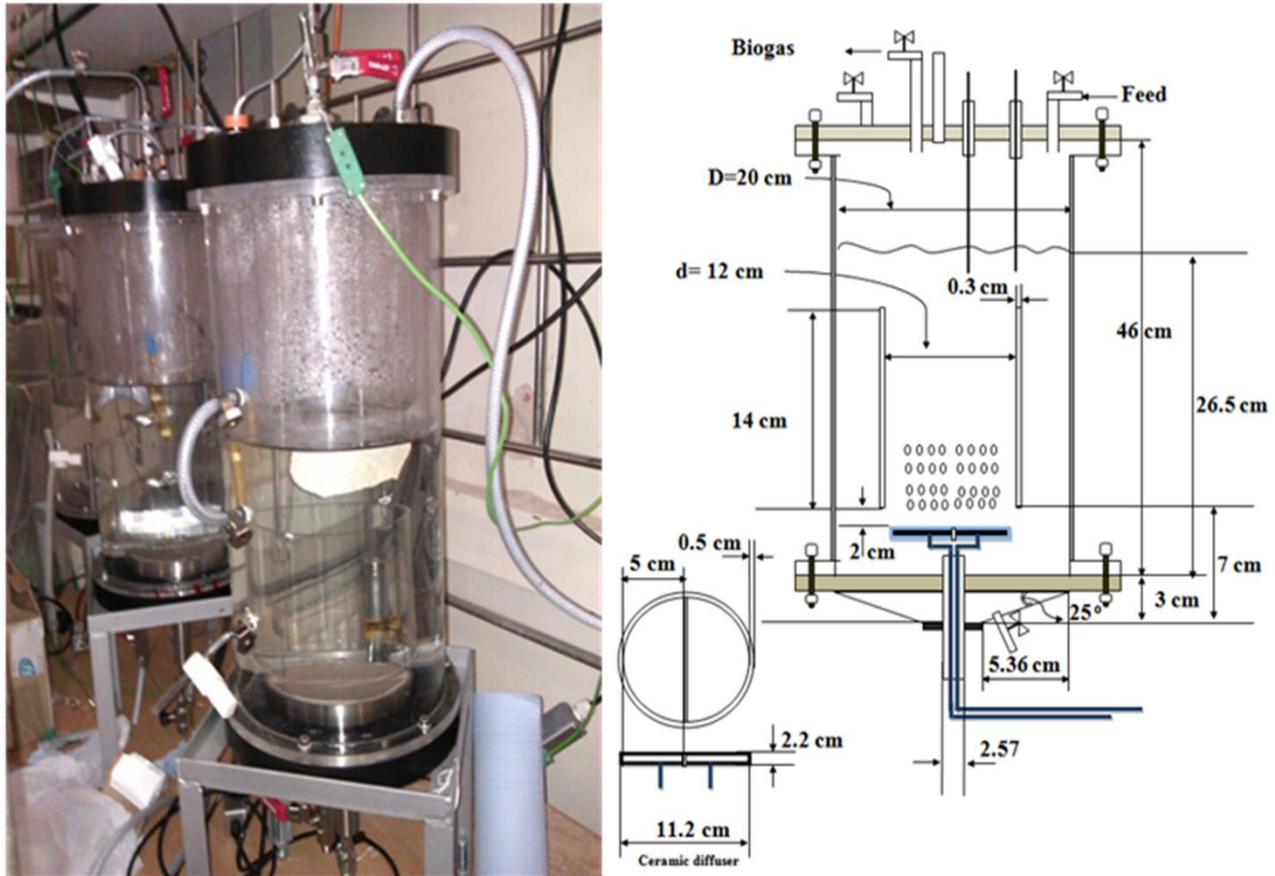 Biogas
Feed
D=20 cm
d= 12 cm
0.3 cm
46 cm
26.5 cm
14 cm
2 cm
0.5 cm
5 cm
7 cm
3 cm
25°
5.36 cm
2.2 cm
2.57
11.2 cm
Ceramic diffuser